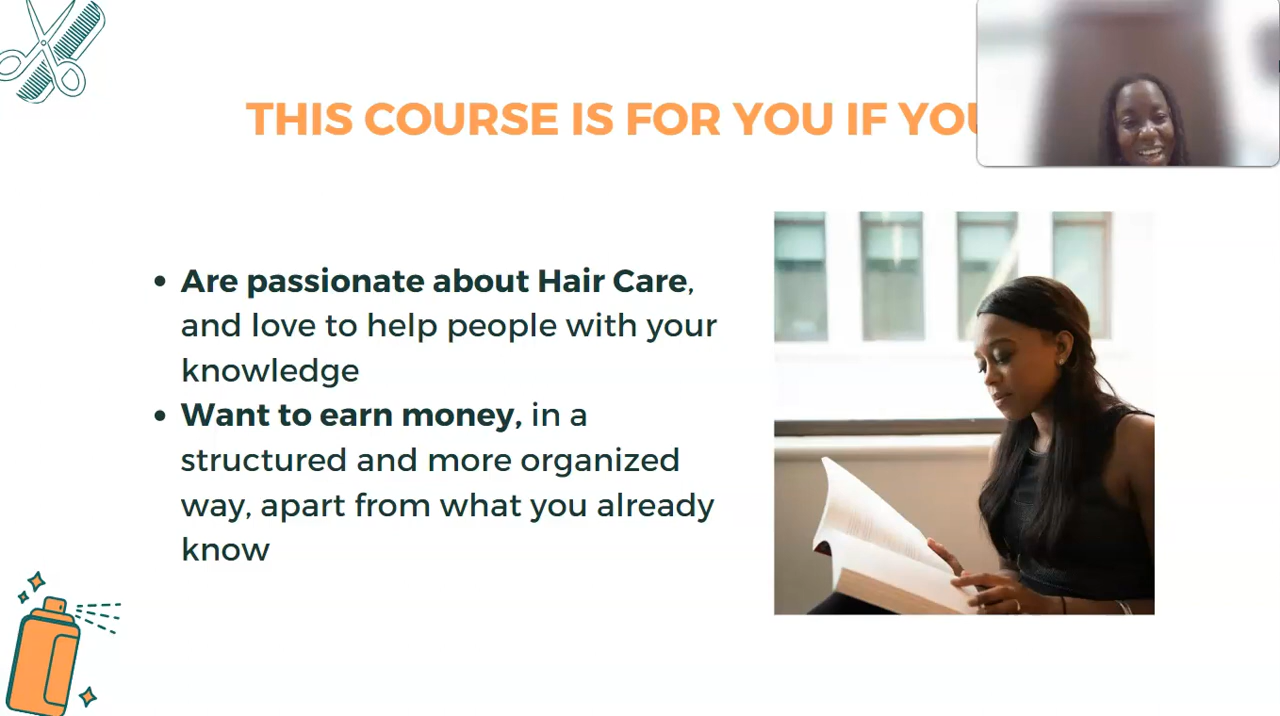 THIS COURSE IS FOR YOU IF YOU
• Are passionate about Hair Care,
and love to help people with your
knowledge
• Want to earn money, in a
structured and more organized
way, apart from what you already
know